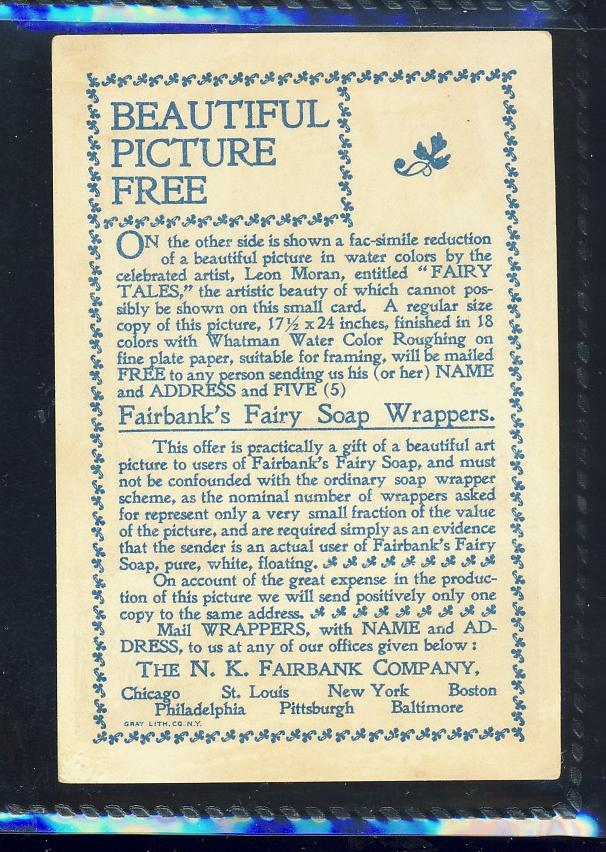 BEAUTIFUL
PICTURE
FREE
ON the other side is shown a fac-simile reduction
of a beautiful picture in water colors by the
celebrated artist, Leon Moran, entitled "FAIRY
TALES," the artistic beauty of which cannot pos-
sibly be shown on this small card. A regular size
copy of this picture, 17½ x 24 inches, finished in 18
colors with Whatman Water Color Roughing on
fine plate paper, suitable for framing, will be mailed
FREE to any person sending us his (or her) NAME
and ADDRESS and FIVE (5)
Fairbank's Fairy Soap Wrappers.
This offer is practically a gift of a beautiful art
picture to users of Fairbank's Fairy Soap, and must
not be confounded with the ordinary soap wrapper
scheme, as the nominal number of wrappers asked
for represent only a very small fraction of the value
of the picture, and are required simply as an evidence
that the sender is an actual user of Fairbank's Fairy
Soap, pure, white, floating.
On account of the great expense in the produc-
tion of this picture we will send positively only one
copy to the same address.
Mail WRAPPERS, with NAME and AD-
DRESS, to us at any of our offices given below:
THE N. K. FAIRBANK COMPANY,
Chicago St. Louis New York Boston
Philadelphia Pittsburgh Baltimore
GRAY LITH. CO. N.Y.